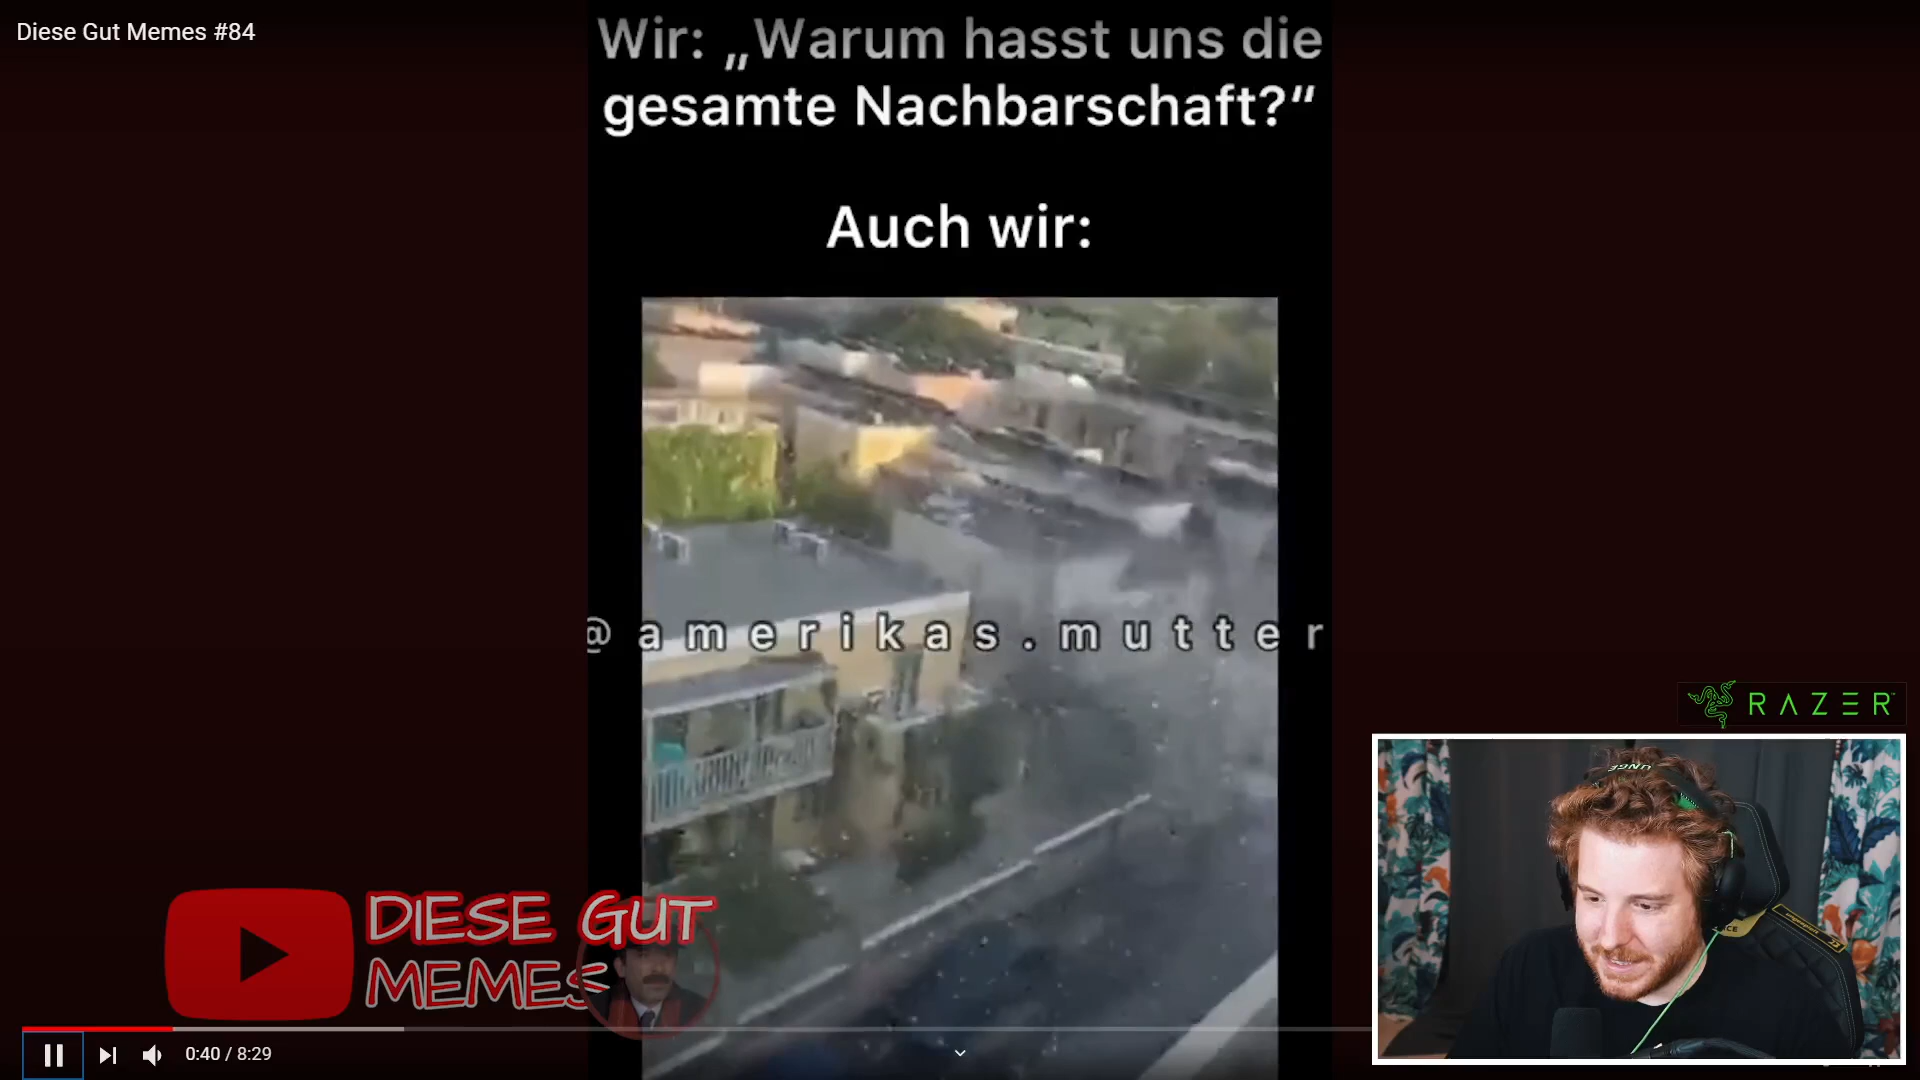 Diese Gut Memes #84
Wir: „Warum hasst uns die
gesamte Nachbarschaft?“
Auch wir:
@amerikas.mutter
RAZER
UNGE
DIESE GUT
MEMES
0:40 / 8:29